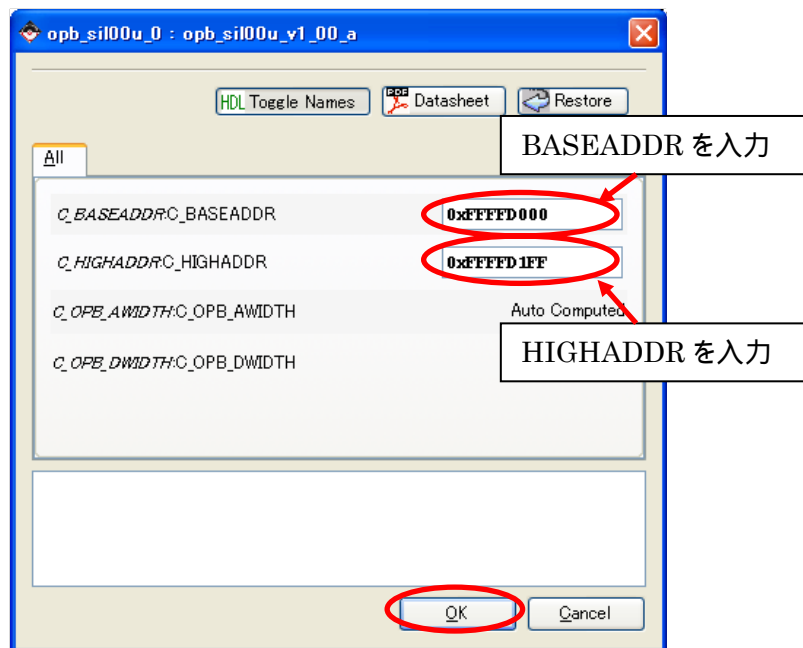 opb_sil00u_0 : opb_sil00u_v1_00_a
HDL Toggle Names
PDF Datasheet
Restore
BASEADDR を入力
All
C_BASEADDR:C_BASEADDR 0xFFFFD000
C_HIGHADDR:C_HIGHADDR 0xFFFFD1FF
C_OPB_AWIDTH:C_OPB_AWIDTH Auto Computed
HIGHADDR を入力
C_OPB_DWIDTH:C_OPB_DWIDTH
OK
Cancel